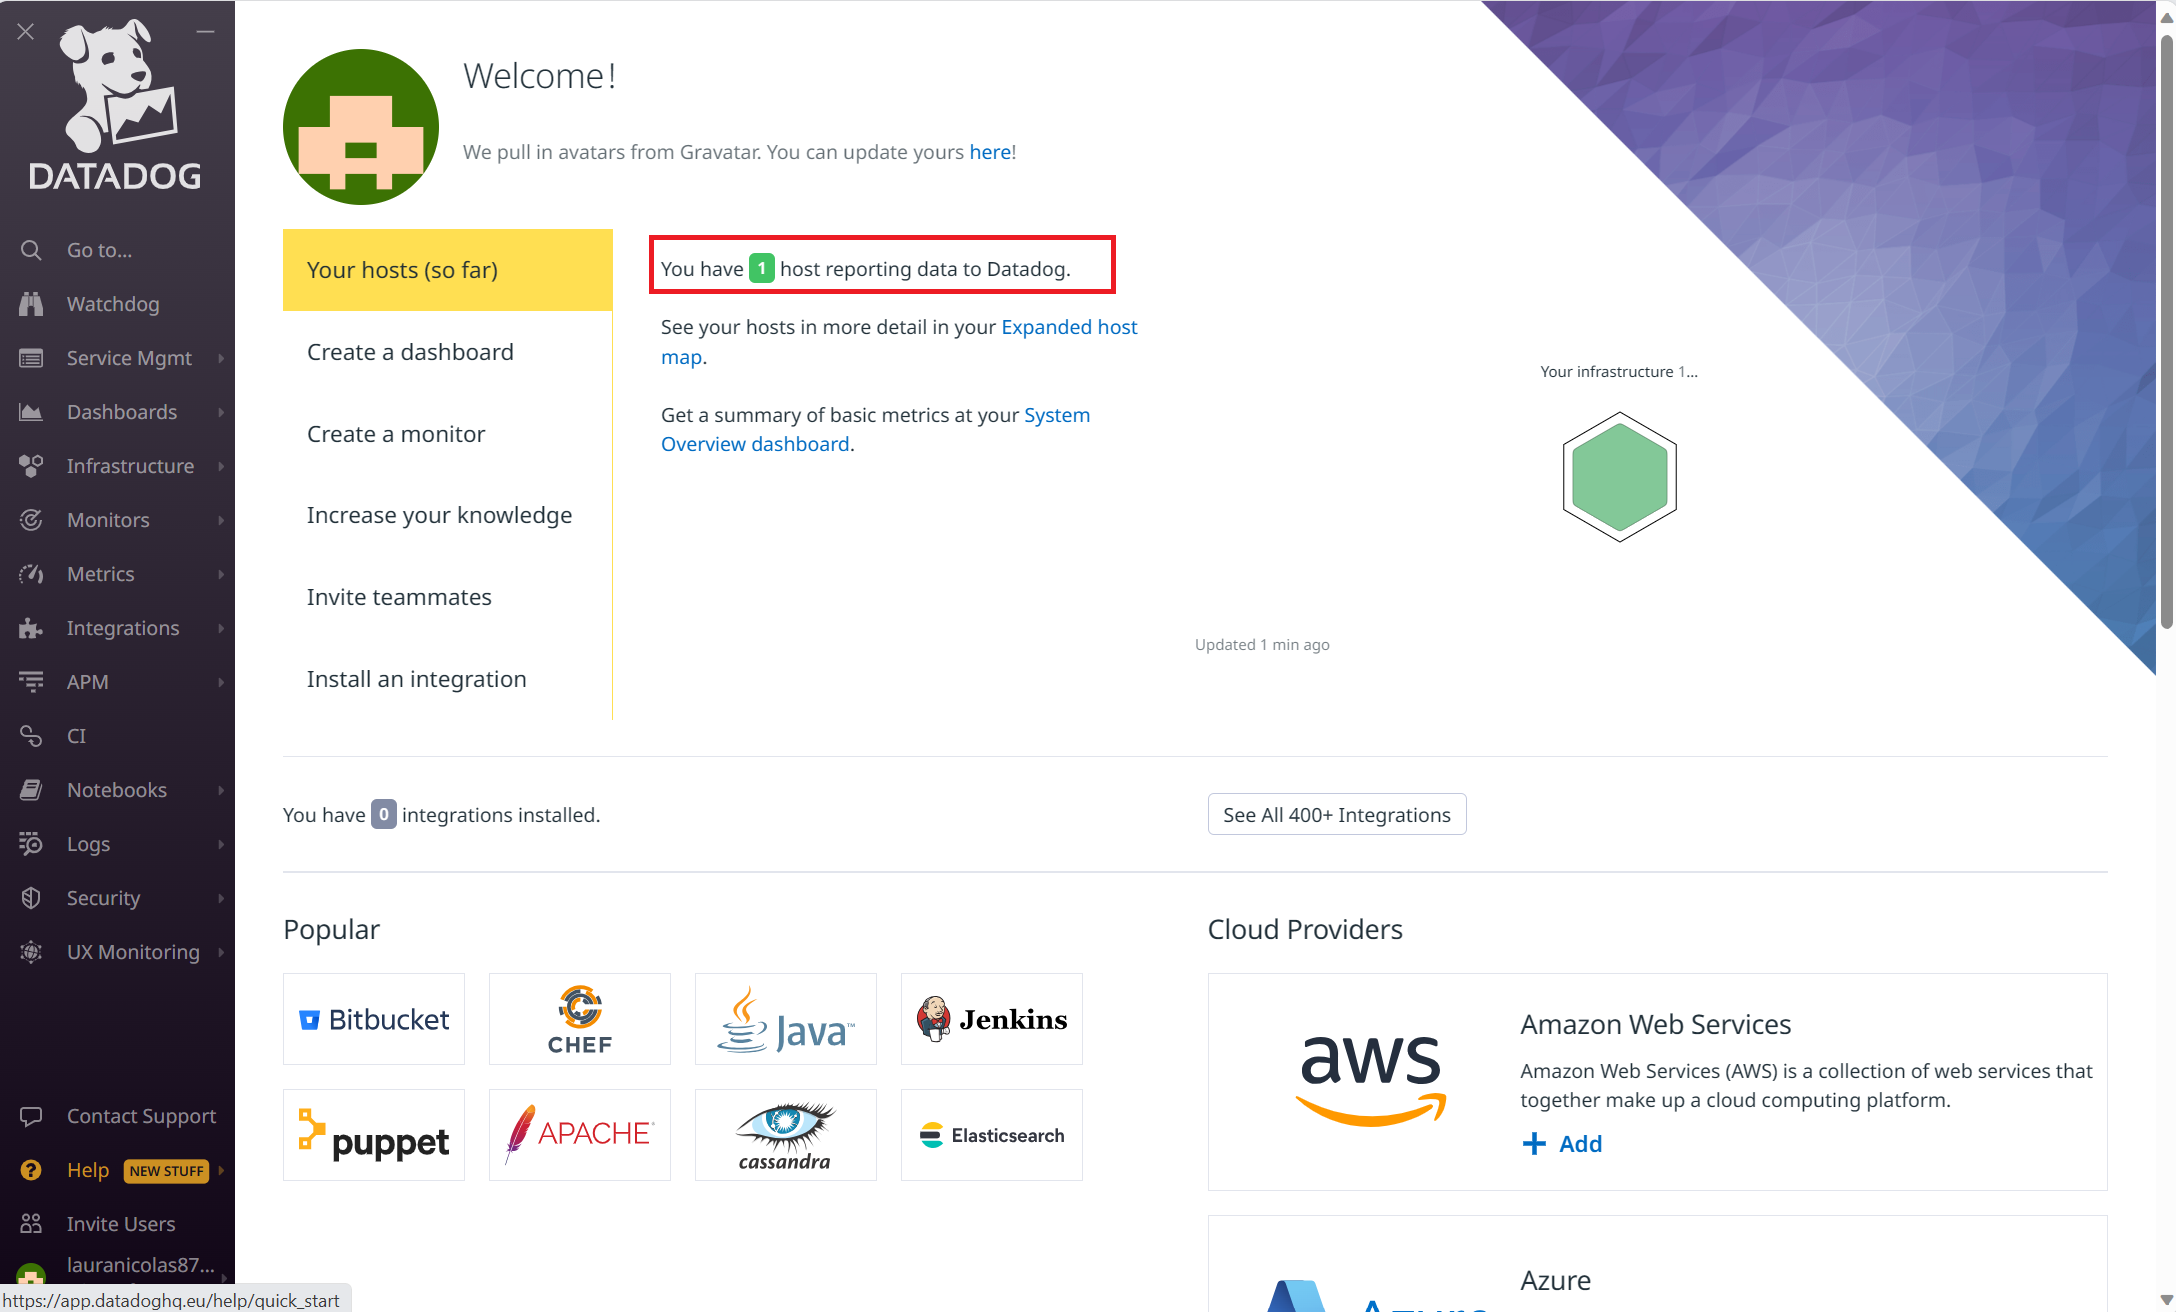 DATADOG
Go to...
Watchdog
Service Mgmt
Dashboards
Infrastructure
Monitors
Metrics
Integrations
APM
CI
Notebooks
Logs
Security
UX Monitoring
Contact Support
Help NEW STUFF
Invite Users
lauranicolas87...
https://app.datadoghq.eu/help/quick_start
Welcome!
We pull in avatars from Gravatar. You can update yours here!
Your hosts (so far)
Create a dashboard
Create a monitor
Increase your knowledge
Invite teammates
Install an integration
You have 1 host reporting data to Datadog.
See your hosts in more detail in your Expanded host
map.
Get a summary of basic metrics at your System
Overview dashboard.
Your infrastructure 1...
Updated 1 min ago
You have 0 integrations installed.
See All 400+ Integrations
Popular
Bitbucket
CHEF
Java™
Jenkins
puppet
APACHE
cassandra
Elasticsearch
Cloud Providers
aws
Amazon Web Services
Amazon Web Services (AWS) is a collection of web services that
together make up a cloud computing platform.
+ Add
Azure
Azure